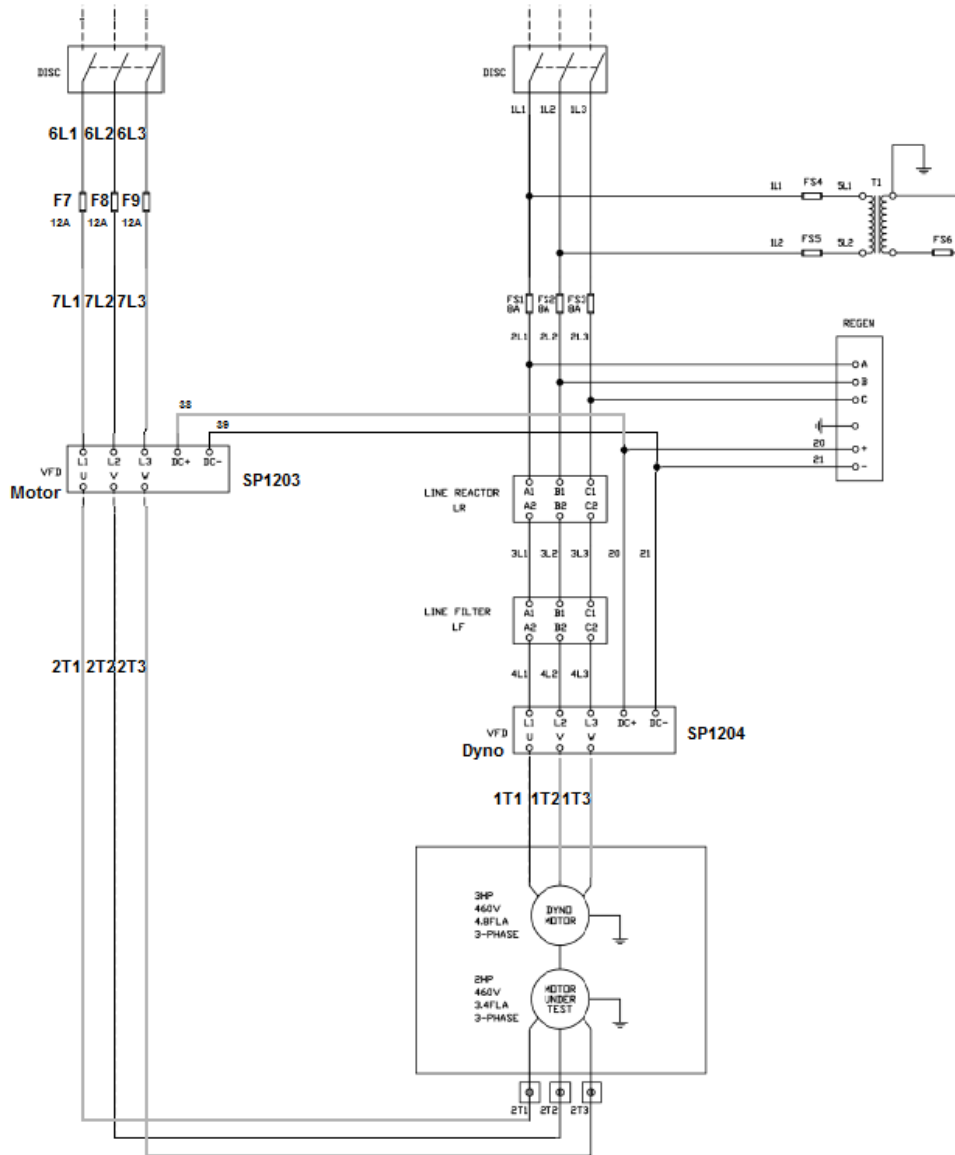 DISC
DISC
1L1 1L2 1L3
6L1 6L2 6L3
F7 F8 F9
12A 12A 12A
1L1 FS4 5L1 T1
1L2 FS5 5L2 FS6
7L1 7L2 7L3
FS1 FS2 FS3
8A 8A 8A
2L1 2L2 2L3
REGEN
A
B
C
20 +
21 -
38
39
L1 L2 L3 DC+ DC-
VFD U V W
Motor
SP1203
LINE REACTOR
LR
A1 B1 C1
A2 B2 C2
3L1 3L2 3L3 20 21
LINE FILTER
LF
A1 B1 C1
A2 B2 C2
2T1 2T2 2T3
4L1 4L2 4L3
L1 L2 L3 DC+ DC-
VFD U V W
Dyno
SP1204
1T1 1T2 1T3
3HP
460V
4.8FLA
3-PHASE
DYNO
MOTOR
2HP
460V
3.4FLA
3-PHASE
MOTOR
UNDER
TEST
2T1 2T2 2T3